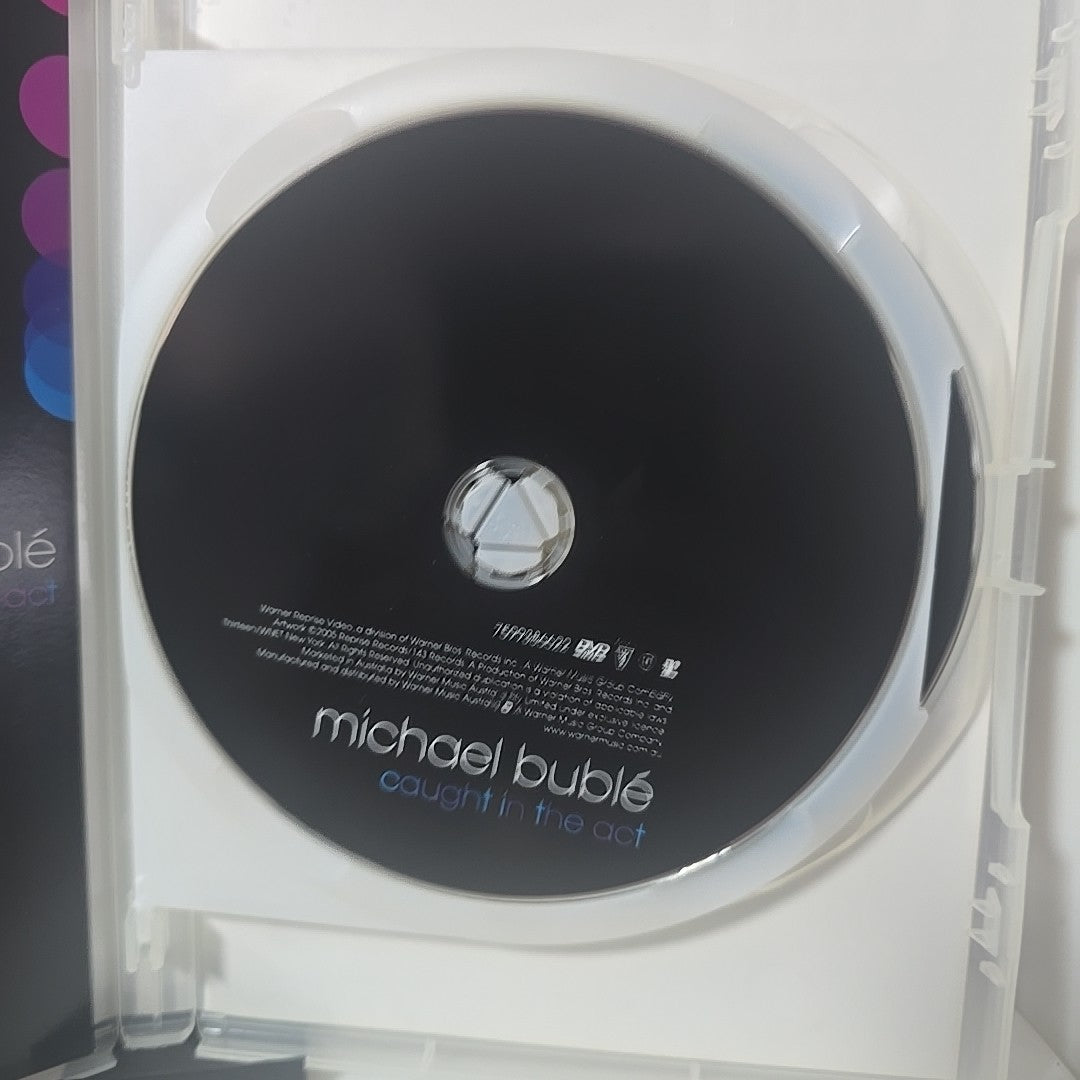 blé
act
Warner Reprise Video, a division of Warner Bros. Records Inc. A Warner Music Group Company.
Artwork ©2005 Reprise Records/143 Records. A Production of Warner Bros. Records Inc. and
Thirteen/WNET New York. All Rights Reserved. Unauthorized duplication is a violation of applicable laws.
Marketed in Australia by Warner Music Australia Limited under exclusive licence.
Manufactured and distributed by Warner Music Australia A Warner Music Group Company.
www.warnermusic.com.au
michael bublé
caught in the act